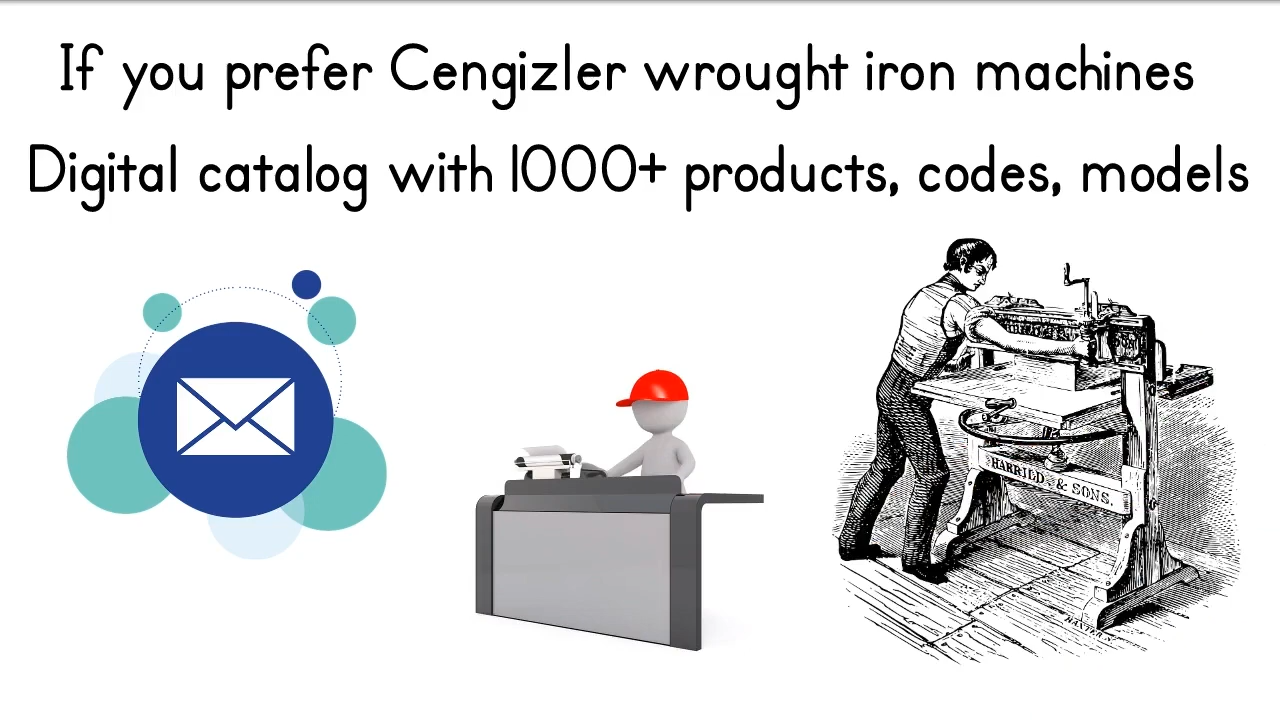 If you prefer Cengizler wrought iron machines
Digital catalog with 1000+ products, codes, models
HARRILD & SONS.